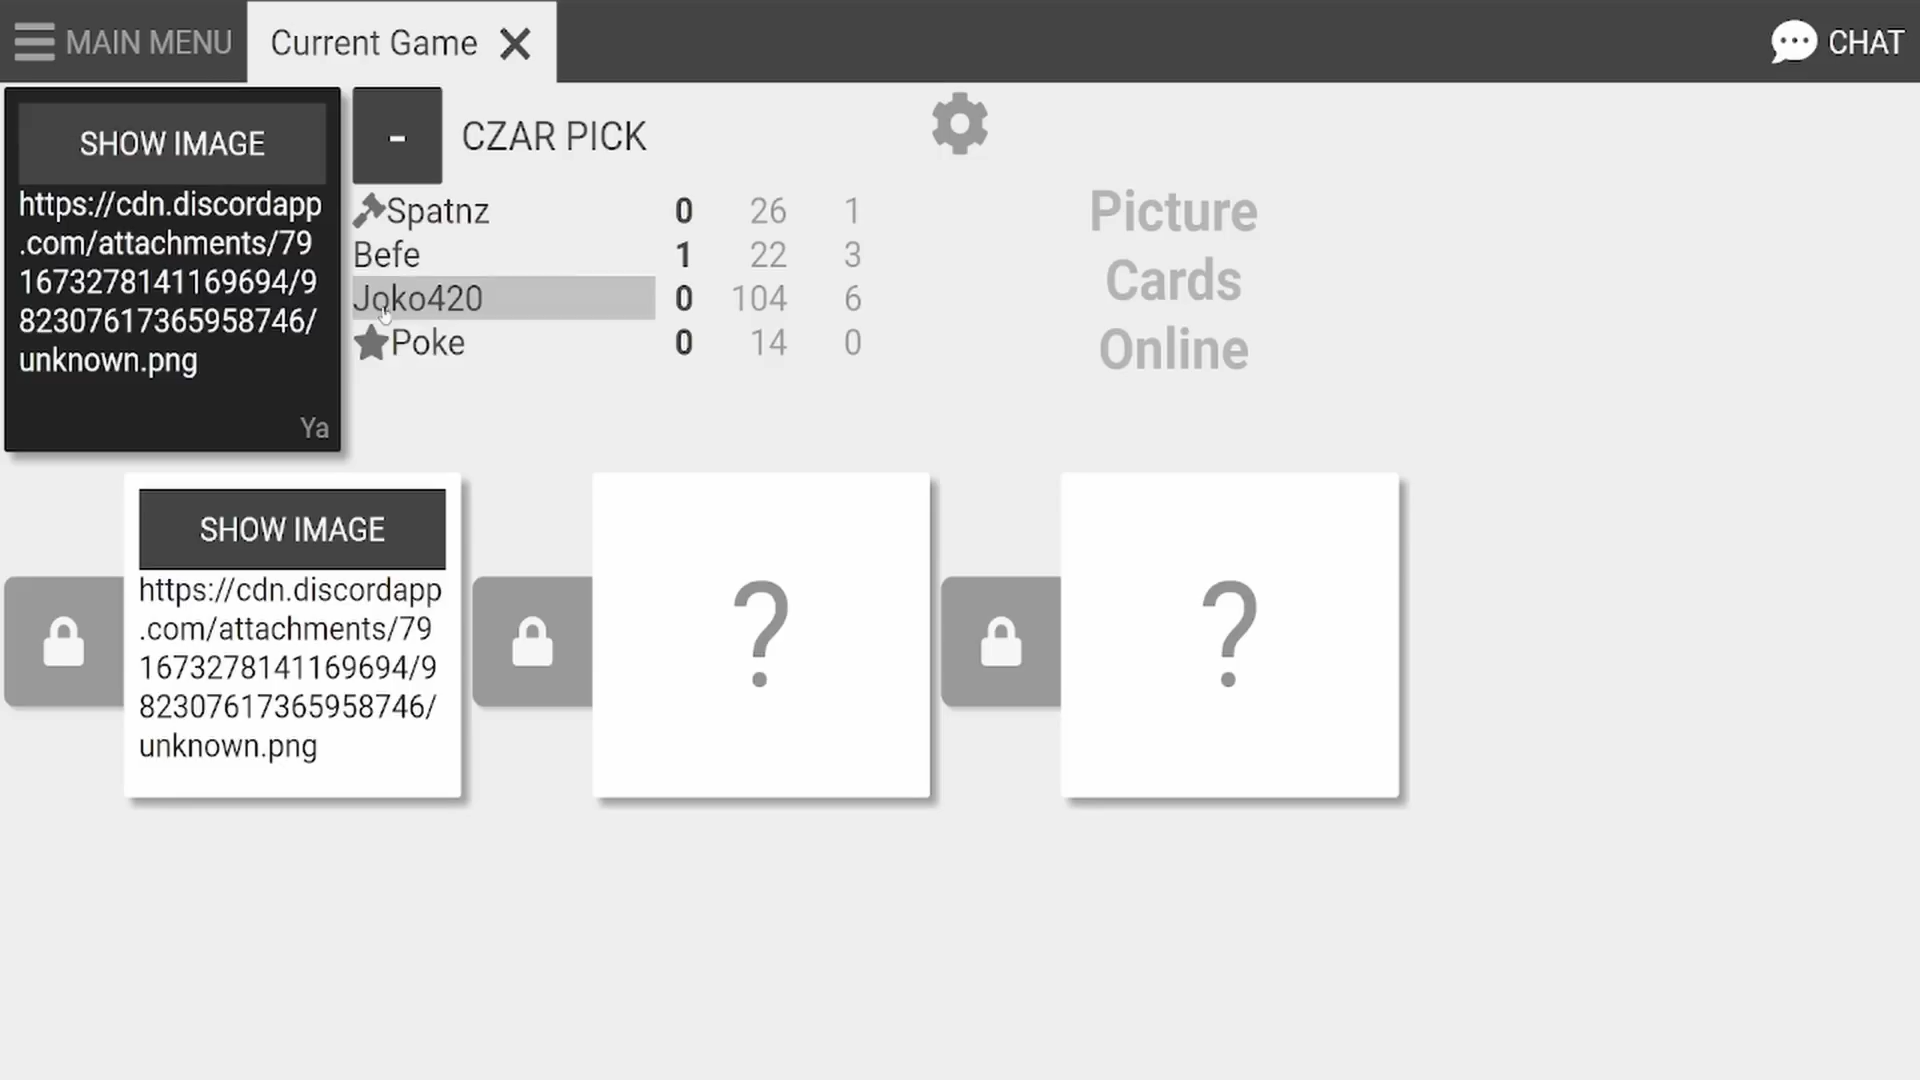 MAIN MENU
Current Game
CHAT
SHOW IMAGE
https://cdn.discordapp
.com/attachments/79
1673278141169694/9
82307617365958746/
unknown.png
Ya
-
CZAR PICK
Spatnz 0 26 1
Befe 1 22 3
Joko420 0 104 6
Poke 0 14 0
Picture
Cards
Online
SHOW IMAGE
https://cdn.discordapp
.com/attachments/79
1673278141169694/9
82307617365958746/
unknown.png
?
?